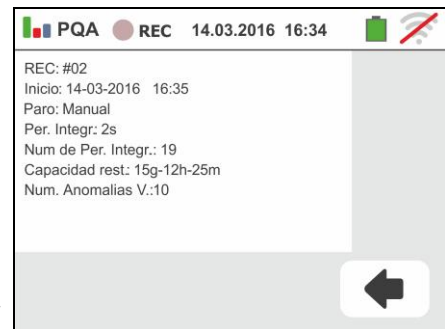 PQA REC 14.03.2016 16:34
REC: #02
Inicio: 14-03-2016 16:35
Paro: Manual
Per. Integr.: 2s
Num de Per. Integr.: 19
Capacidad rest.: 15g-12h-25m
Num. Anomalias V.:10